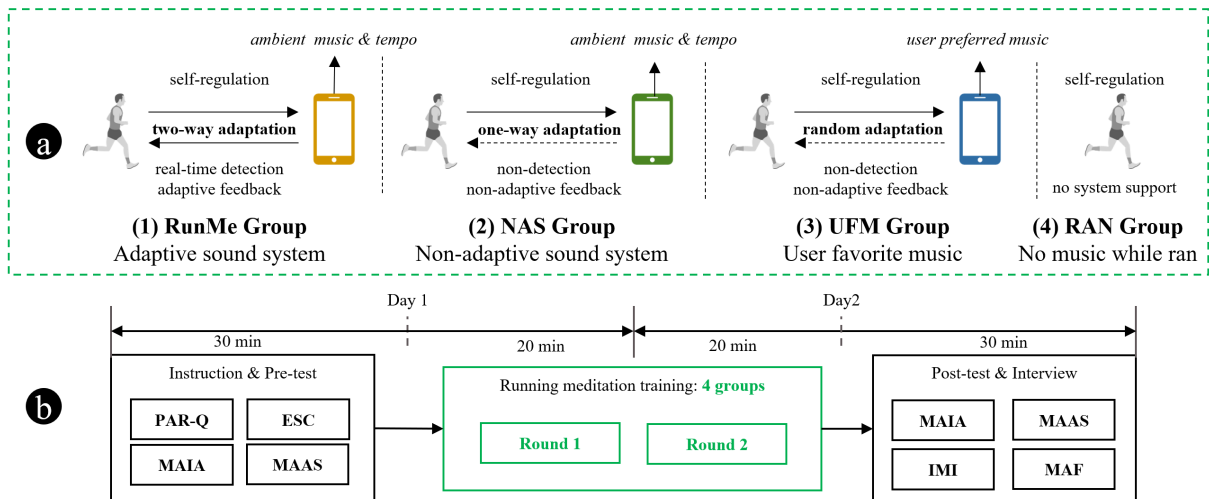 a
ambient music & tempo
self-regulation
two-way adaptation
real-time detection
adaptive feedback
(1) RunMe Group
Adaptive sound system
ambient music & tempo
self-regulation
one-way adaptation
non-detection
non-adaptive feedback
(2) NAS Group
Non-adaptive sound system
user preferred music
self-regulation
random adaptation
non-detection
non-adaptive feedback
(3) UFM Group
User favorite music
self-regulation
no system support
(4) RAN Group
No music while ran
b
Day 1
Day2
30 min
20 min
20 min
30 min
Instruction & Pre-test
PAR-Q
ESC
MAIA
MAAS
Running meditation training: 4 groups
Round 1
Round 2
Post-test & Interview
MAIA
MAAS
IMI
MAF